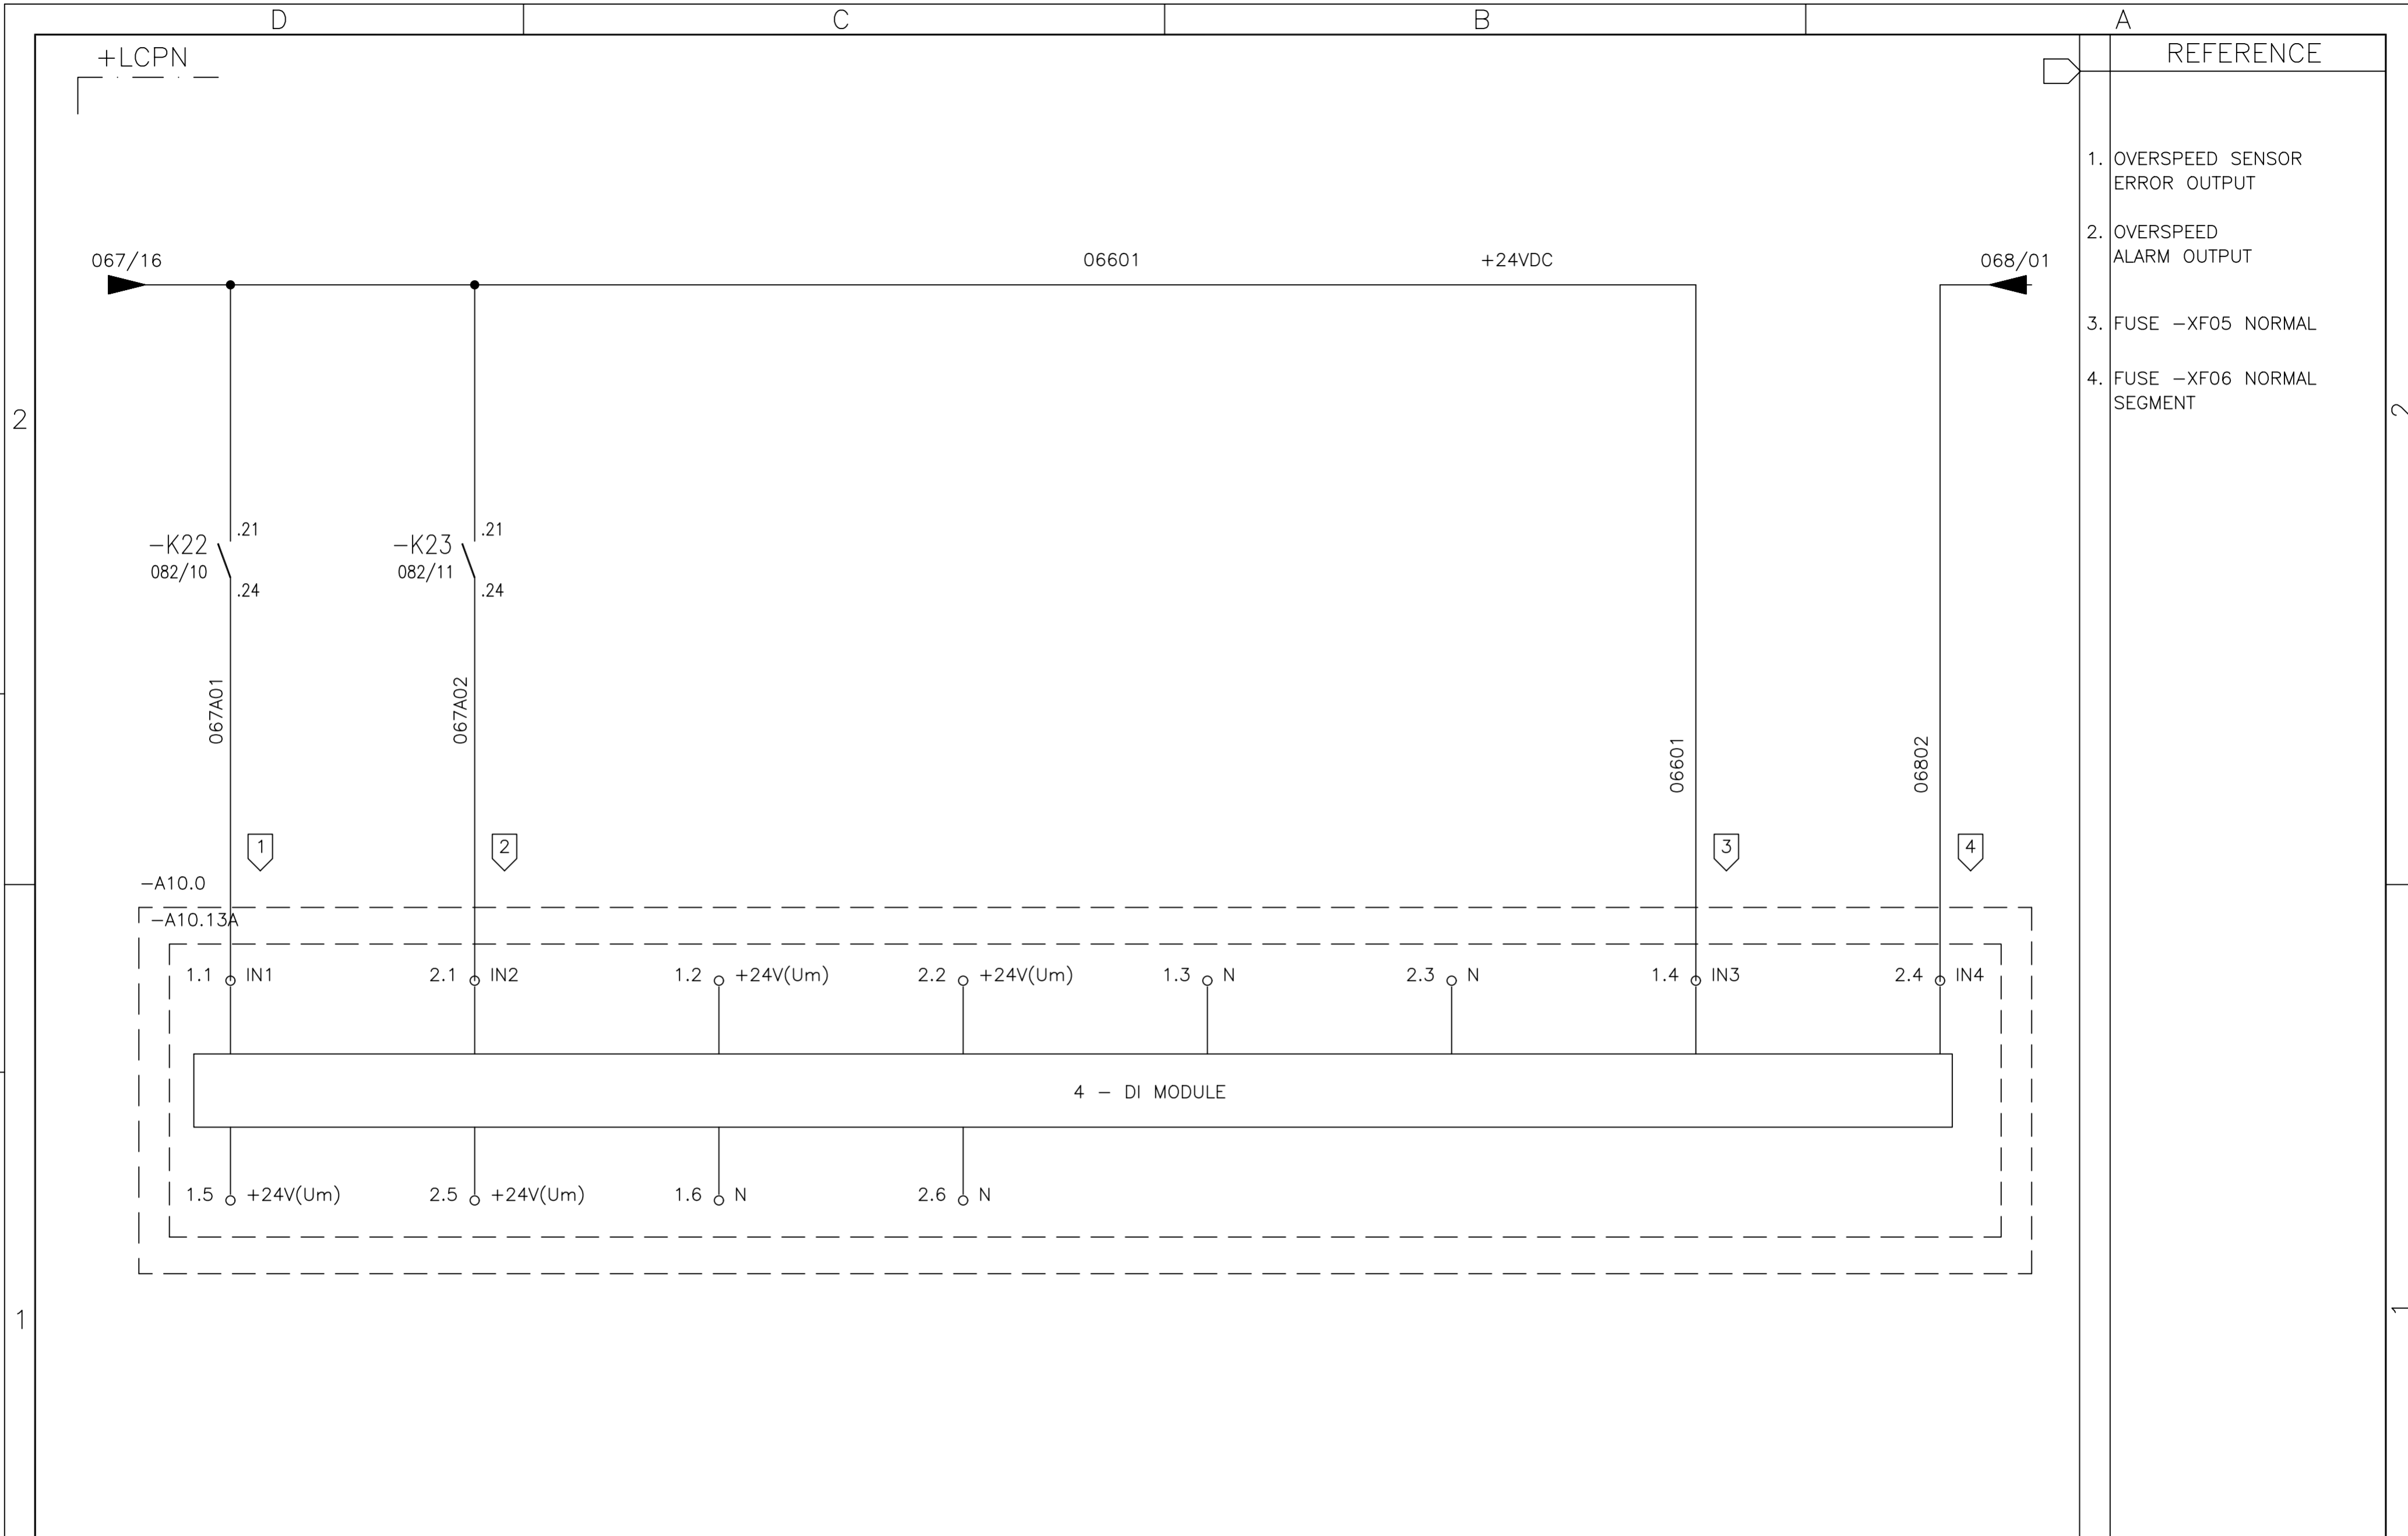 D
C
B
A
+LCPN
REFERENCE
1. OVERSPEED SENSOR
ERROR OUTPUT
2. OVERSPEED
ALARM OUTPUT
3. FUSE -XF05 NORMAL
4. FUSE -XF06 NORMAL
SEGMENT
067/16
06601
+24VDC
068/01
2
2
-K22
082/10
.21
.24
-K23
082/11
.21
.24
067A01
067A02
06601
06802
1
2
3
4
-A10.0
-A10.13A
1.1 IN1
2.1 IN2
1.2 +24V(Um)
2.2 +24V(Um)
1.3 N
2.3 N
1.4 IN3
2.4 IN4
4 - DI MODULE
1.5 +24V(Um)
2.5 +24V(Um)
1.6 N
2.6 N
1
1